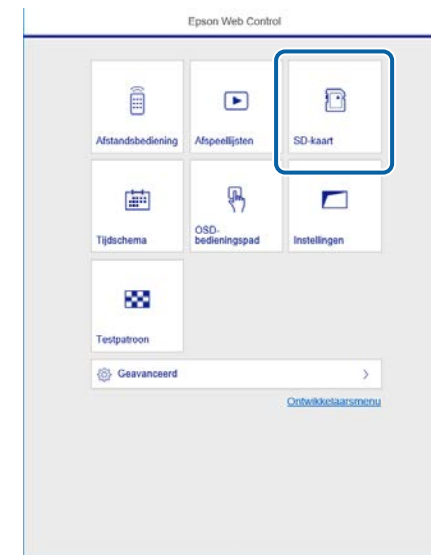 Epson Web Control
Afstandsbediening
Afspeellijsten
SD-kaart
Tijdschema
OSD-
bedieningspad
Instellingen
Testpatroon
Geavanceerd
Ontwikkelaarsmenu